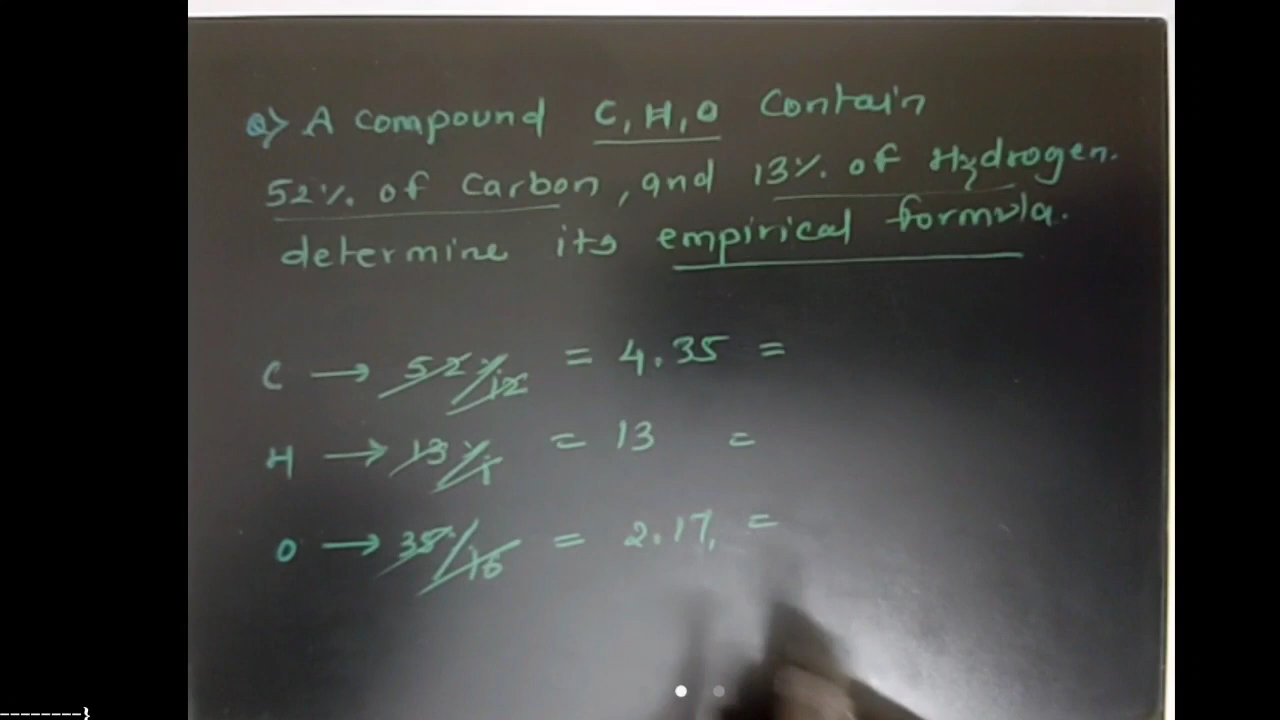 Q> A compound C, H, O Contain
52% of Carbon, and 13% of Hydrogen.
determine its empirical formula.
C → 52%/12 = 4.35 =
H → 13%/1 = 13 =
O → 35%/16 = 2.17, =
--------}